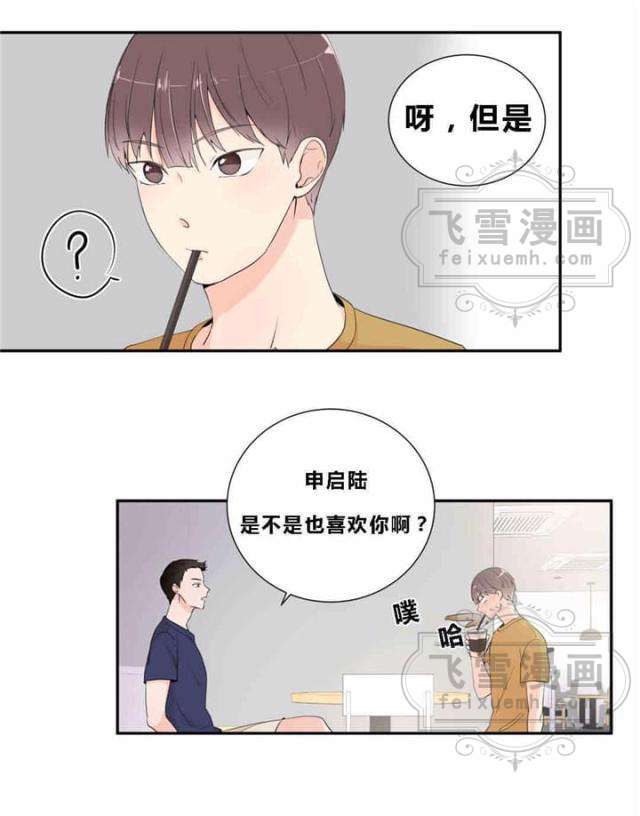 呀，但是
?
飞雪漫画
feixuemh.com
申启陆
是不是也喜欢你啊？
噗
哈
飞雪漫画
feixuemh.com